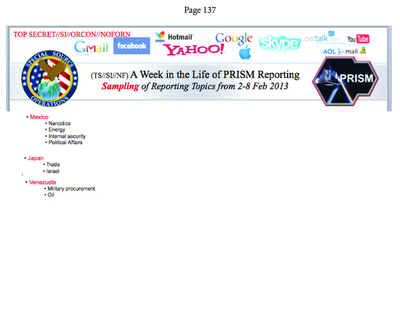 Page 137
TOP SECRET//SI//ORCON//NOFORN
Gmail facebook Hotmail YAHOO! Google skype paltalk YouTube
AOL mail
SPECIAL SOURCE OPERATIONS
PRISM
(TS//SI//NF) A Week in the Life of PRISM Reporting
Sampling of Reporting Topics from 2-8 Feb 2013
• Mexico
• Narcotics
• Energy
• Internal security
• Political Affairs
• Japan
• Trade
• Israel
• Venezuela
• Military procurement
• Oil